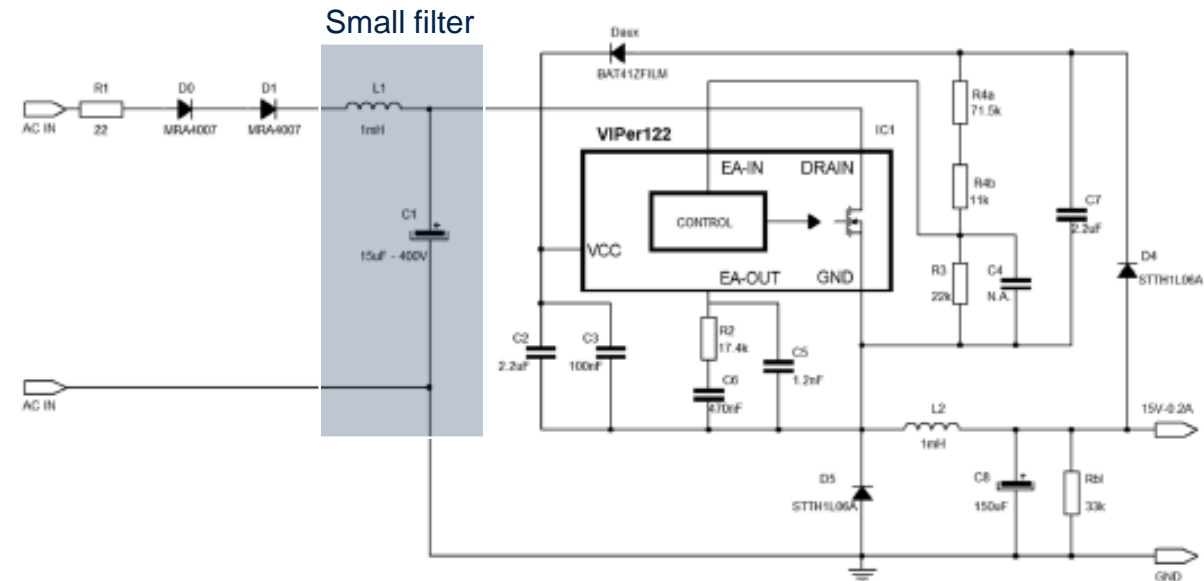 Small filter
Daux
BAT41ZFILM
R1
22
AC IN
D0
MRA4007
D1
MRA4007
L1
1mH
C1
+
15uF - 400V
AC IN
VIPer122
IC1
EA-IN
DRAIN
CONTROL
VCC
EA-OUT
GND
R4a
71.5k
R4b
11k
R3
22k
C4
N.A.
C7
2.2uF
D4
STTH1L06A
C2
2.2uF
C3
100nF
R2
17.4k
C6
470nF
C5
1.2nF
L2
1mH
15V-0.2A
D5
STTH1L06A
C8
+
150uF
Rbl
33k
GND